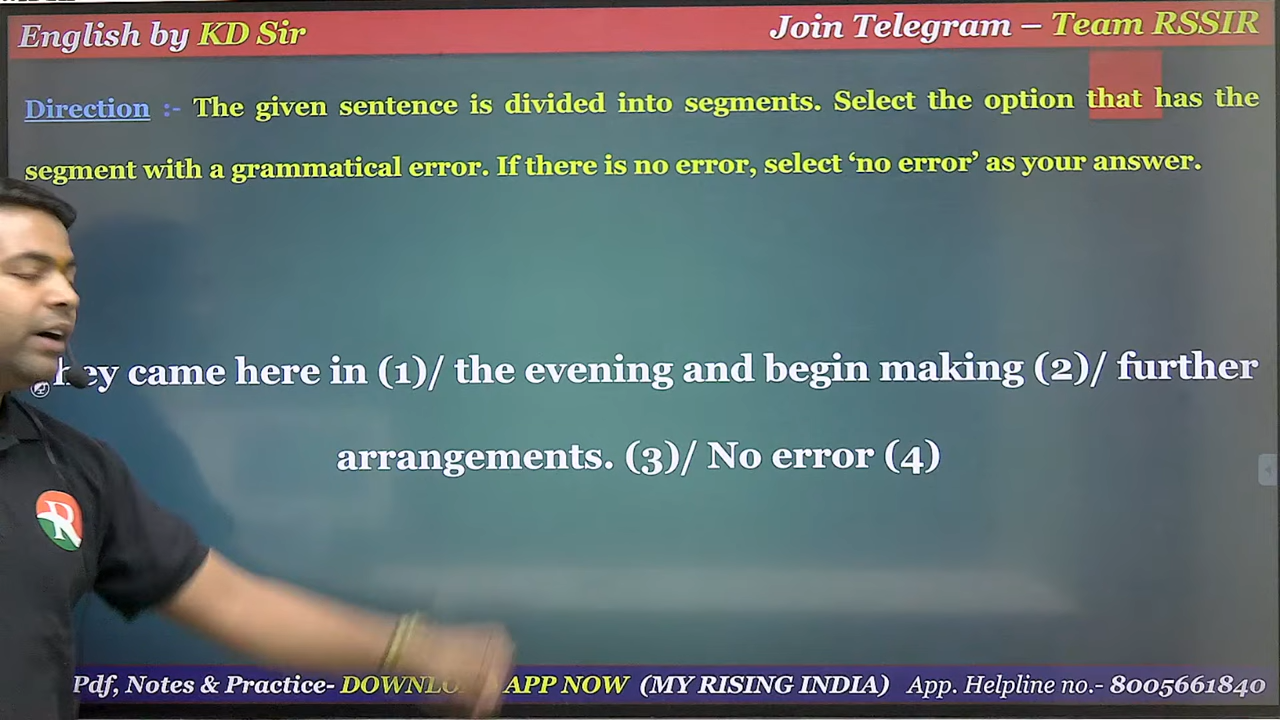 English by KD Sir
Join Telegram – Team RSSIR
Direction :- The given sentence is divided into segments. Select the option that has the
segment with a grammatical error. If there is no error, select ‘no error’ as your answer.
came here in (1)/ the evening and begin making (2)/ further
arrangements. (3)/ No error (4)
R
Pdf, Notes & Practice- APP NOW (MY RISING INDIA) App. Helpline no.- 8005661840